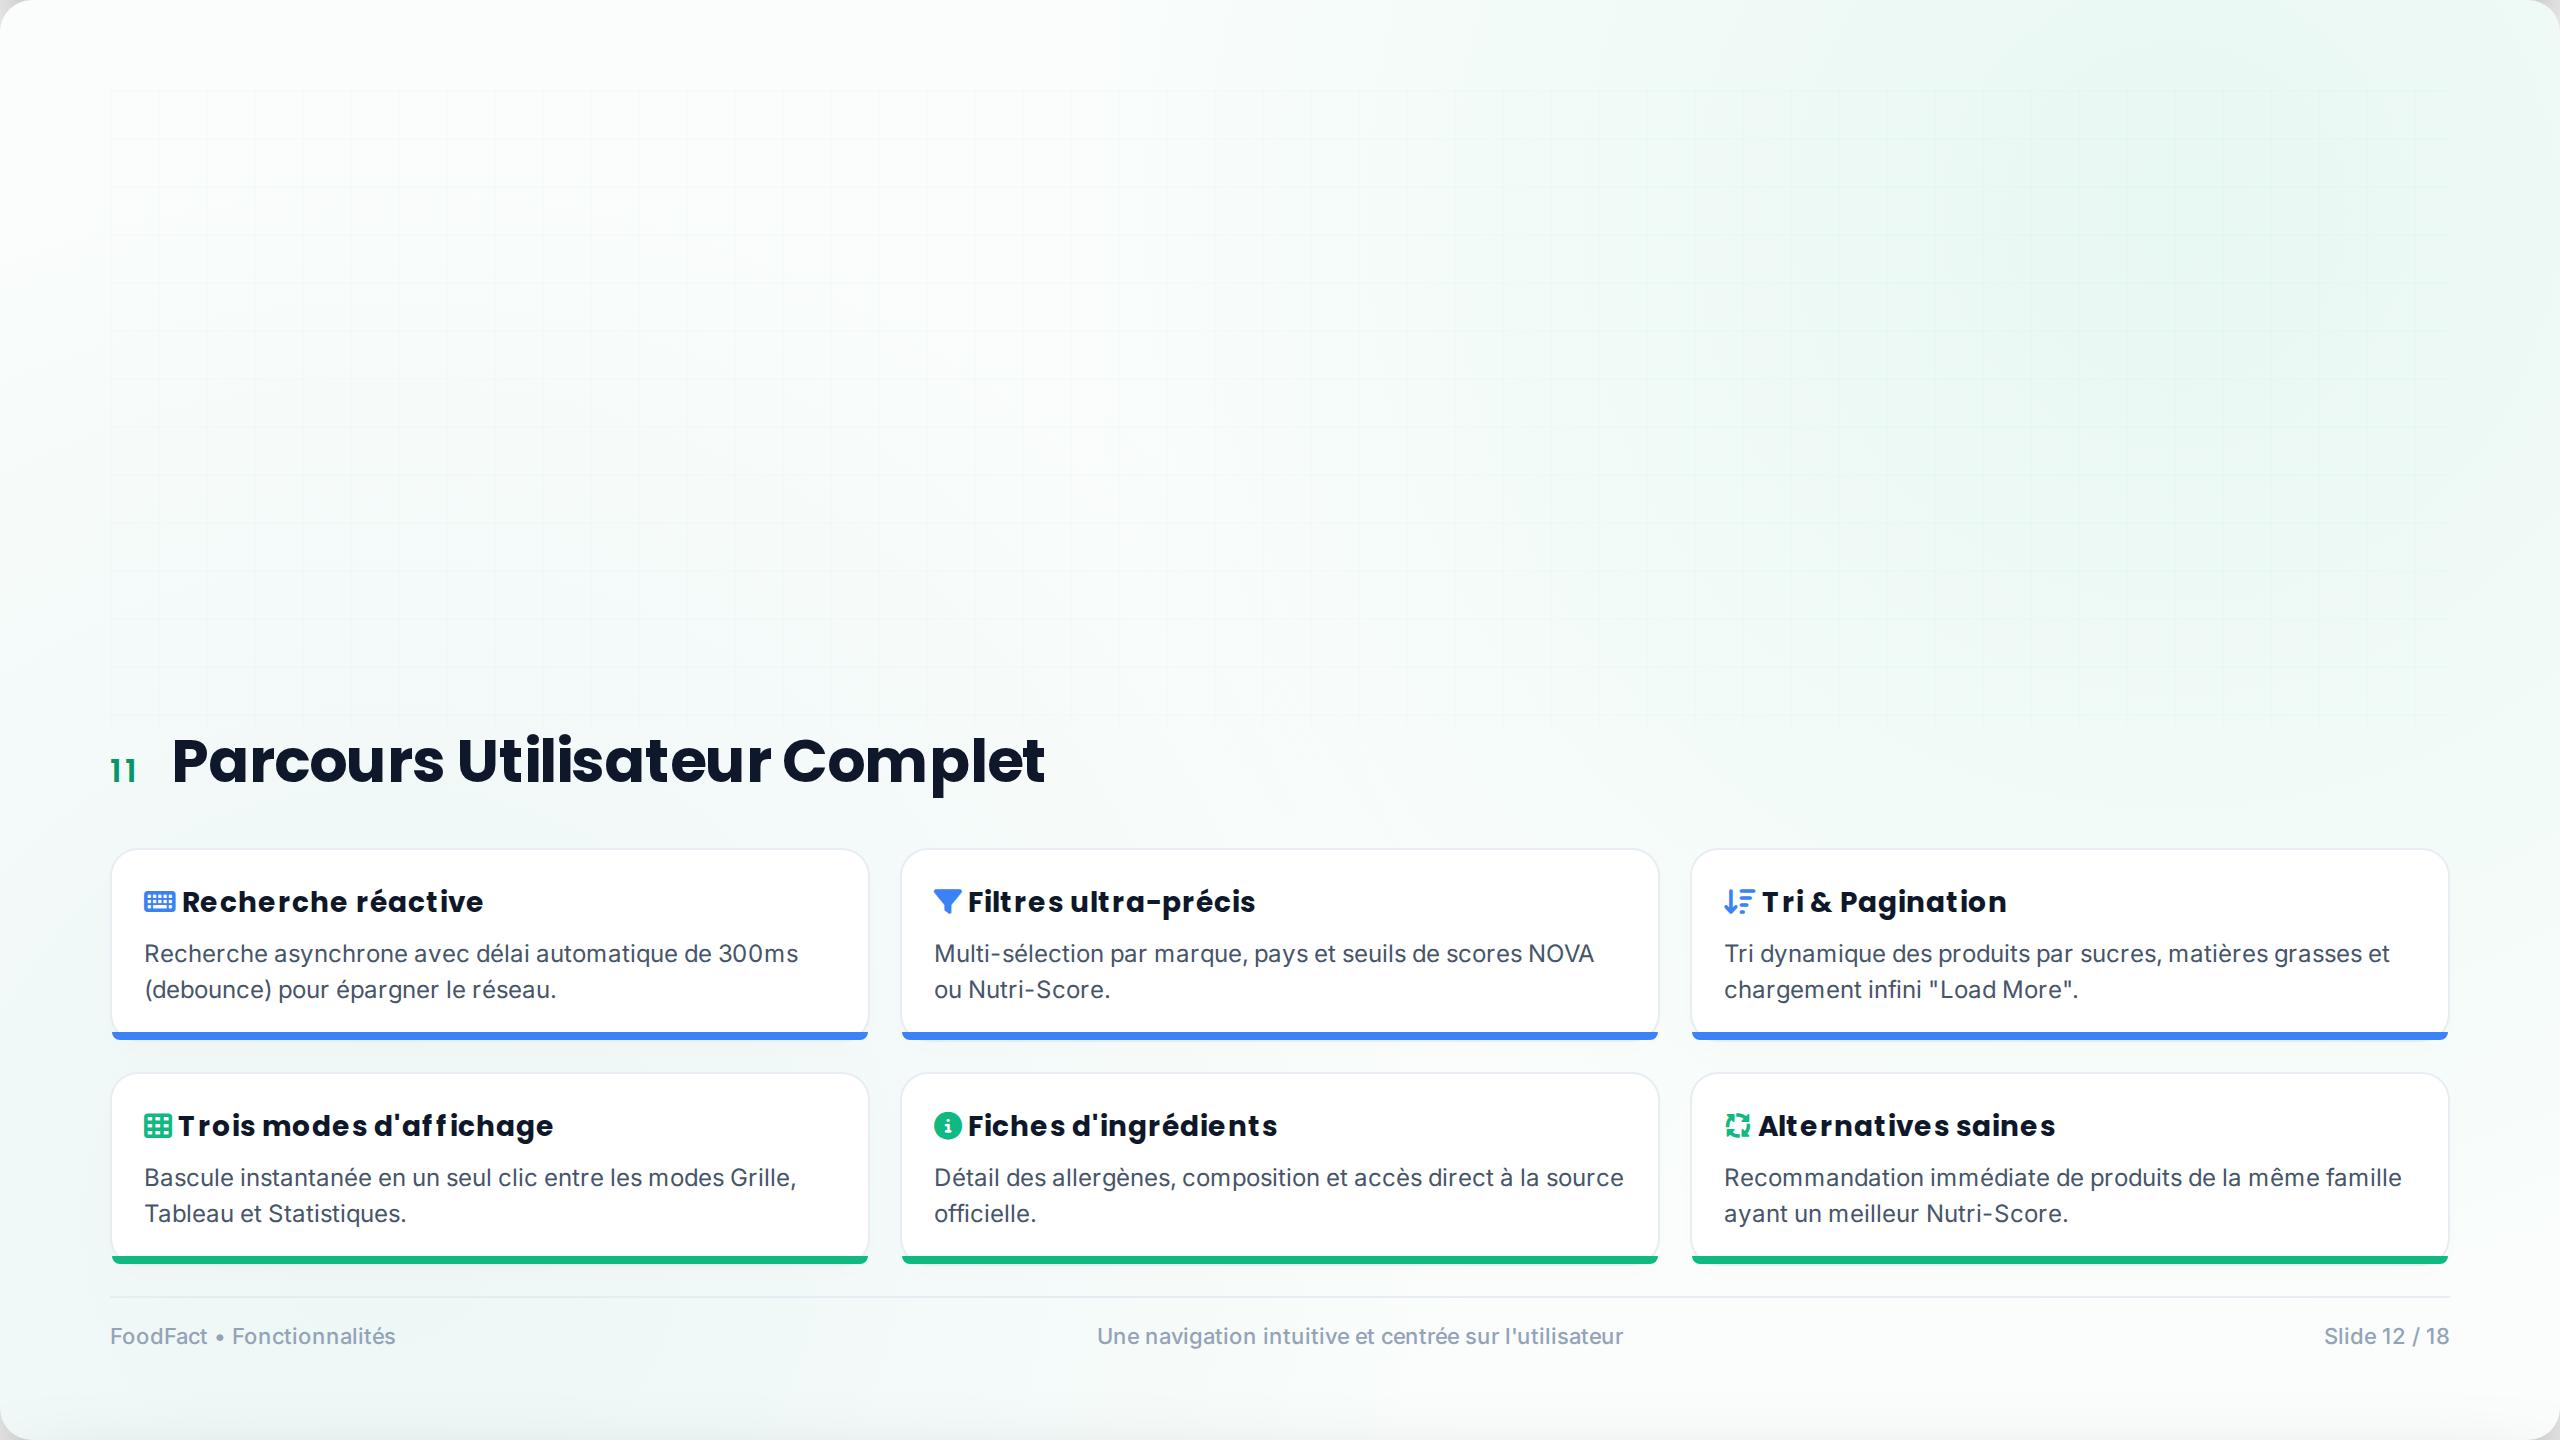 11 Parcours Utilisateur Complet
Recherche réactive
Recherche asynchrone avec délai automatique de 300ms
(debounce) pour épargner le réseau.
Filtres ultra-précis
Multi-sélection par marque, pays et seuils de scores NOVA
ou Nutri-Score.
Tri & Pagination
Tri dynamique des produits par sucres, matières grasses et
chargement infini "Load More".
Trois modes d'affichage
Bascule instantanée en un seul clic entre les modes Grille,
Tableau et Statistiques.
Fiches d'ingrédients
Détail des allergènes, composition et accès direct à la source
officielle.
Alternatives saines
Recommandation immédiate de produits de la même famille
ayant un meilleur Nutri-Score.
FoodFact • Fonctionnalités
Une navigation intuitive et centrée sur l'utilisateur
Slide 12 / 18